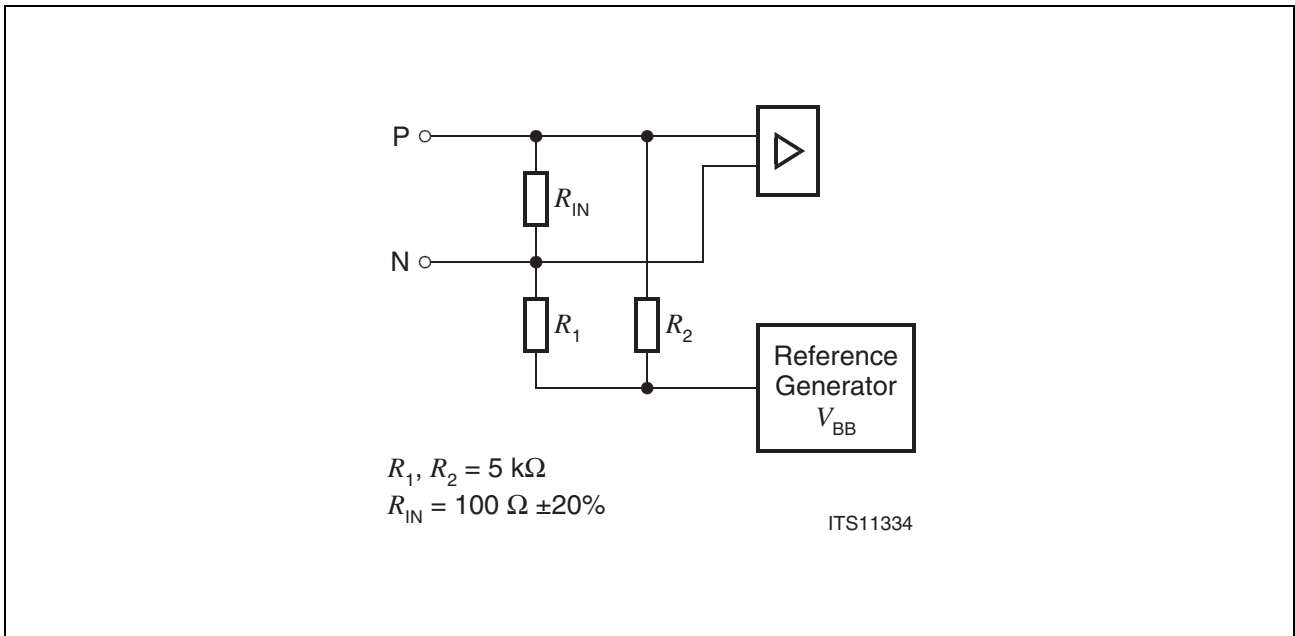 P
R_IN
N
R_1
R_2
Reference
Generator
V_BB
R_1, R_2 = 5 kΩ
R_IN = 100 Ω ±20%
ITS11334